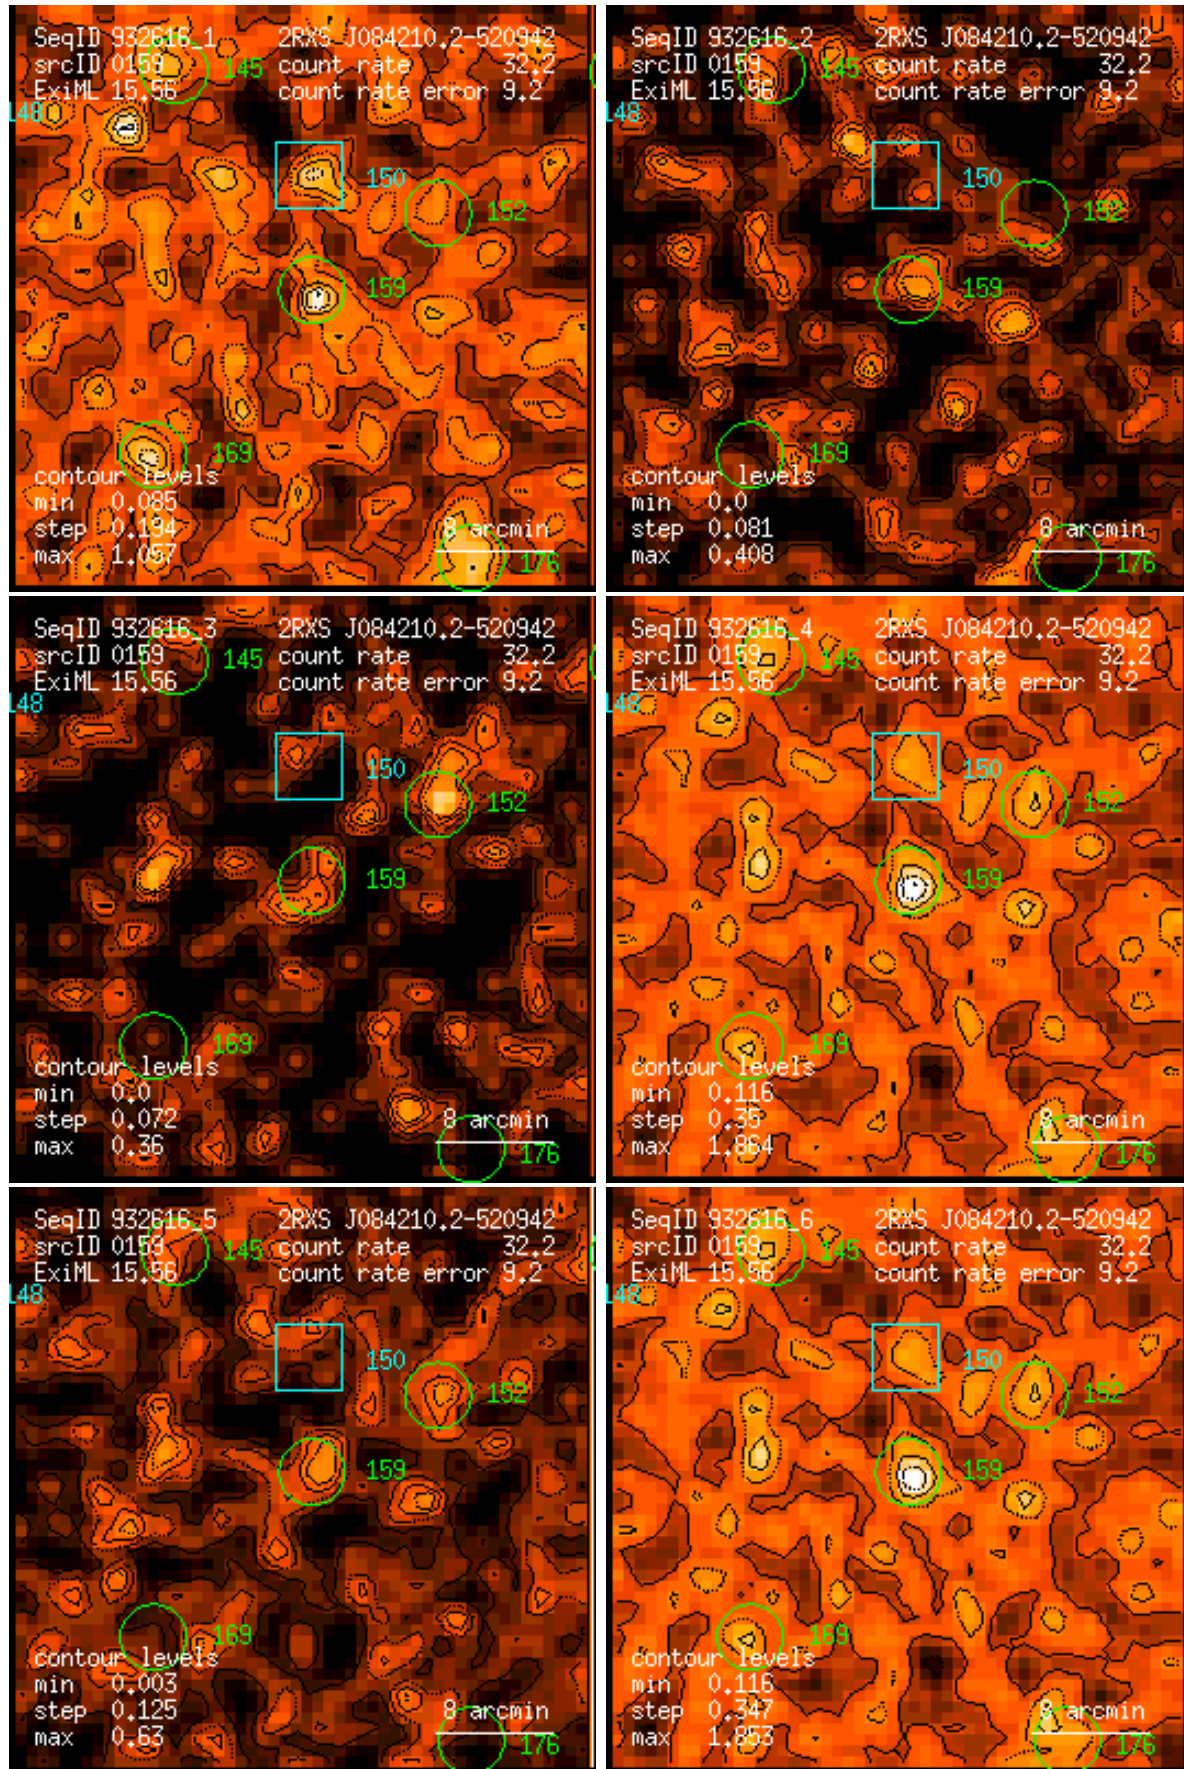 SeqID 932616_1 2RXS J084210.2-520942
srcID 0159 145 count rate 32.2
ExiML 15.56 count rate error 9.2
148
150
152
159
169
contour levels
min 0.085
step 0.194 8 arcmin
max 1.057 176
SeqID 932616_2 2RXS J084210.2-520942
srcID 0159 145 count rate 32.2
ExiML 15.56 count rate error 9.2
148
150
152
159
169
contour levels
min 0.0
step 0.081 8 arcmin
max 0.408 176
SeqID 932616_3 2RXS J084210.2-520942
srcID 0159 145 count rate 32.2
ExiML 15.56 count rate error 9.2
148
150
152
159
169
contour levels
min 0.0
step 0.072 8 arcmin
max 0.36 176
SeqID 932616_4 2RXS J084210.2-520942
srcID 0159 145 count rate 32.2
ExiML 15.56 count rate error 9.2
148
150
152
159
169
contour levels
min 0.116
step 0.35 8 arcmin
max 1.864 176
SeqID 932616_5 2RXS J084210.2-520942
srcID 0159 145 count rate 32.2
ExiML 15.56 count rate error 9.2
148
150
152
159
169
contour levels
min 0.003
step 0.125 8 arcmin
max 0.63 176
SeqID 932616_6 2RXS J084210.2-520942
srcID 0159 145 count rate 32.2
ExiML 15.56 count rate error 9.2
148
150
152
159
169
contour levels
min 0.116
step 0.347 8 arcmin
max 1.853 176